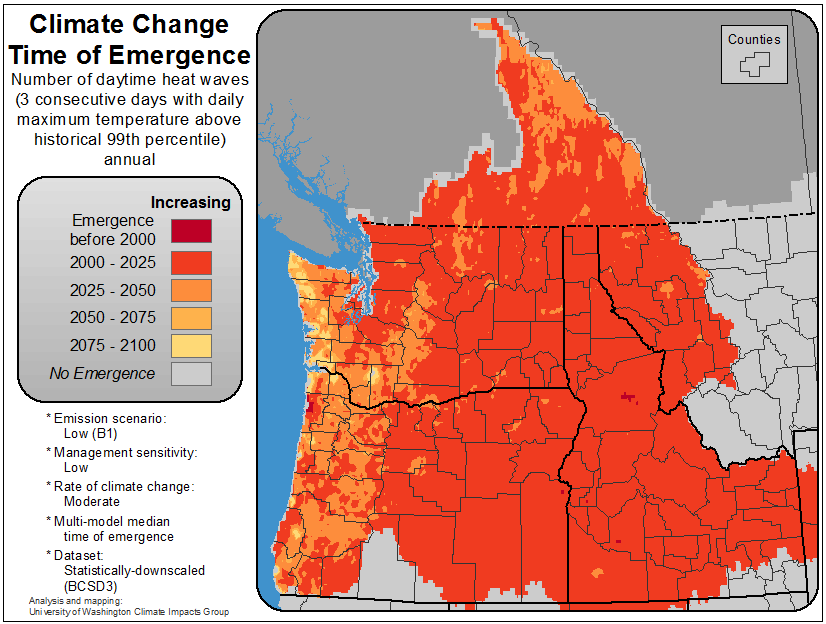 Climate Change
Time of Emergence
Number of daytime heat waves
(3 consecutive days with daily
maximum temperature above
historical 99th percentile)
annual
Increasing
Emergence
before 2000
2000 - 2025
2025 - 2050
2050 - 2075
2075 - 2100
No Emergence
* Emission scenario:
Low (B1)
* Management sensitivity:
Low
* Rate of climate change:
Moderate
* Multi-model median
time of emergence
* Dataset:
Statistically-downscaled
(BCSD3)
Analysis and mapping:
University of Washington Climate Impacts Group
Counties